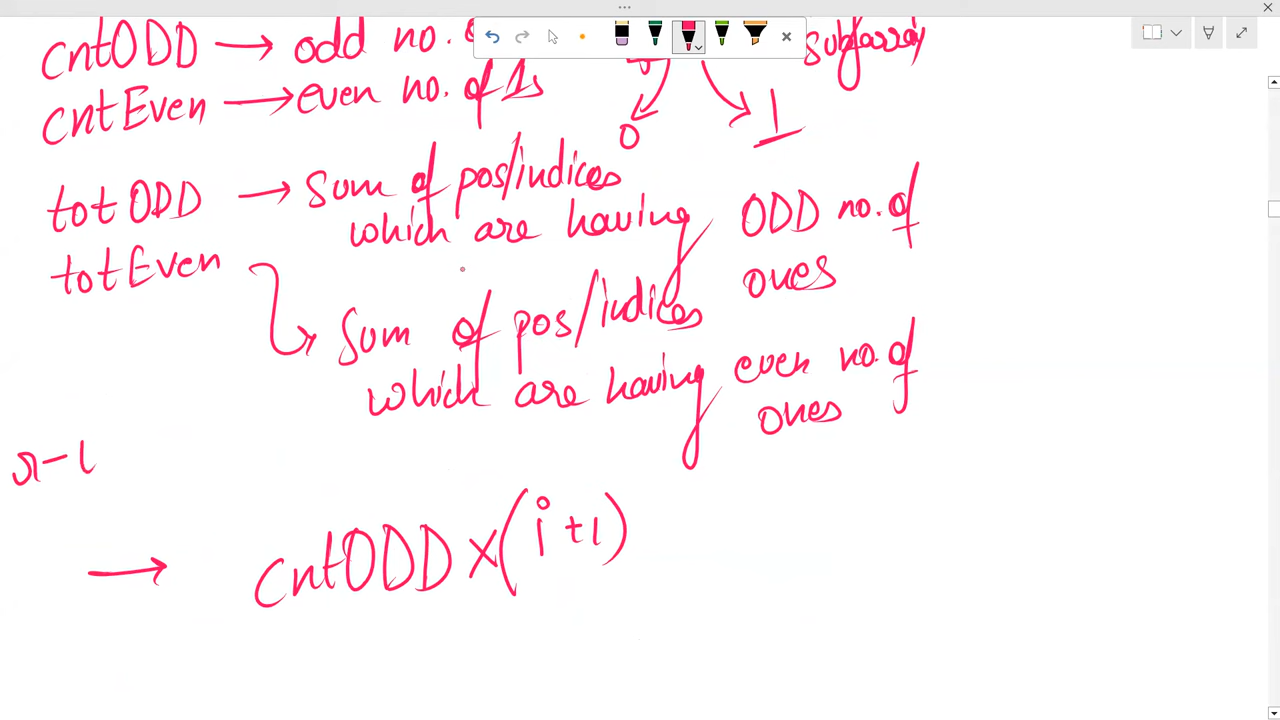 cntODD → odd no.
subarray
cntEven → even no. of 1s
0
1
totODD → Sum of pos/indices
which are having ODD no. of
ones
totEven
Sum of pos/indices
which are having even no. of
ones
r-l
→ cntODD x (i+1)